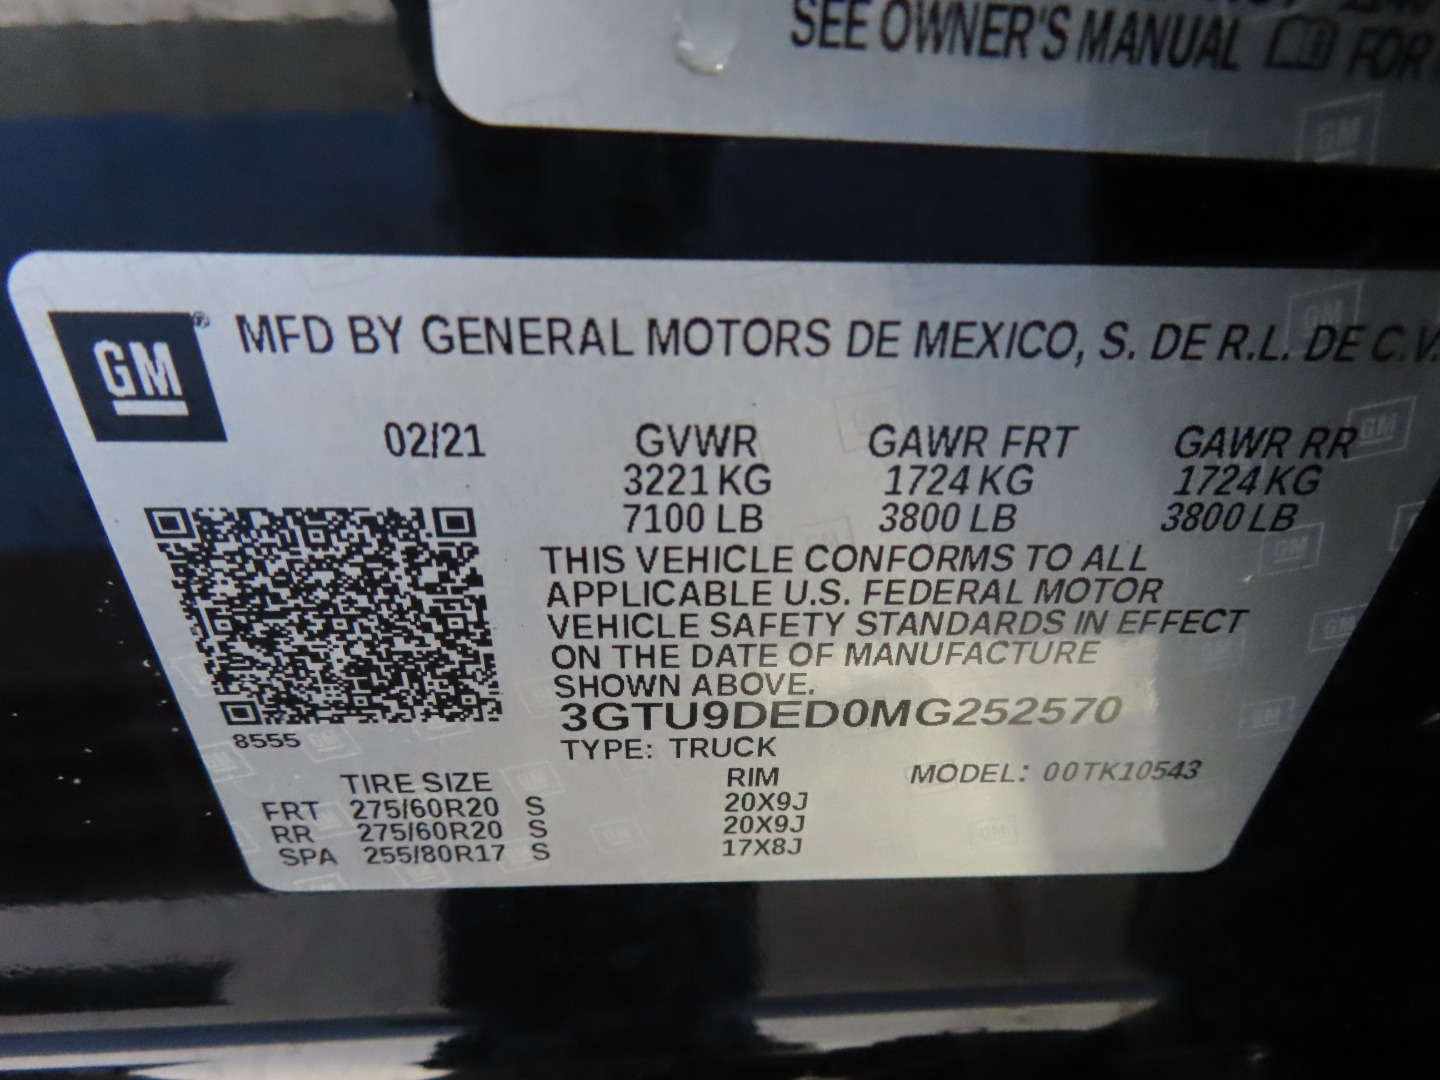 SEE OWNER'S MANUAL FOR
GM ® MFD BY GENERAL MOTORS DE MEXICO, S. DE R.L. DE C.V.
02/21 GVWR GAWR FRT GAWR RR
3221 KG 1724 KG 1724 KG
7100 LB 3800 LB 3800 LB
THIS VEHICLE CONFORMS TO ALL
APPLICABLE U.S. FEDERAL MOTOR
VEHICLE SAFETY STANDARDS IN EFFECT
ON THE DATE OF MANUFACTURE
SHOWN ABOVE.
3GTU9DED0MG252570
8555
TYPE: TRUCK
TIRE SIZE RIM MODEL: 00TK10543
FRT 275/60R20 S 20X9J
RR 275/60R20 S 20X9J
SPA 255/80R17 S 17X8J